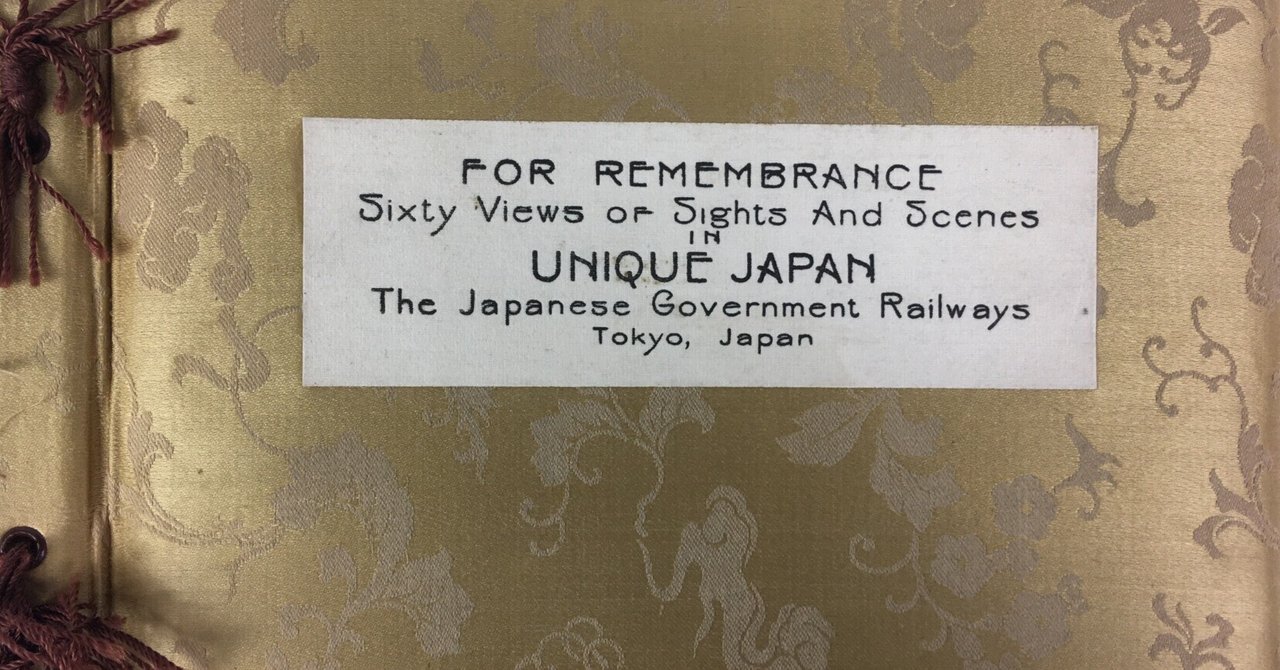 FOR REMEMBRANCE
Sixty Views OF Sights And Scenes
IN
UNIQUE JAPAN
The Japanese Government Railways
Tokyo, Japan